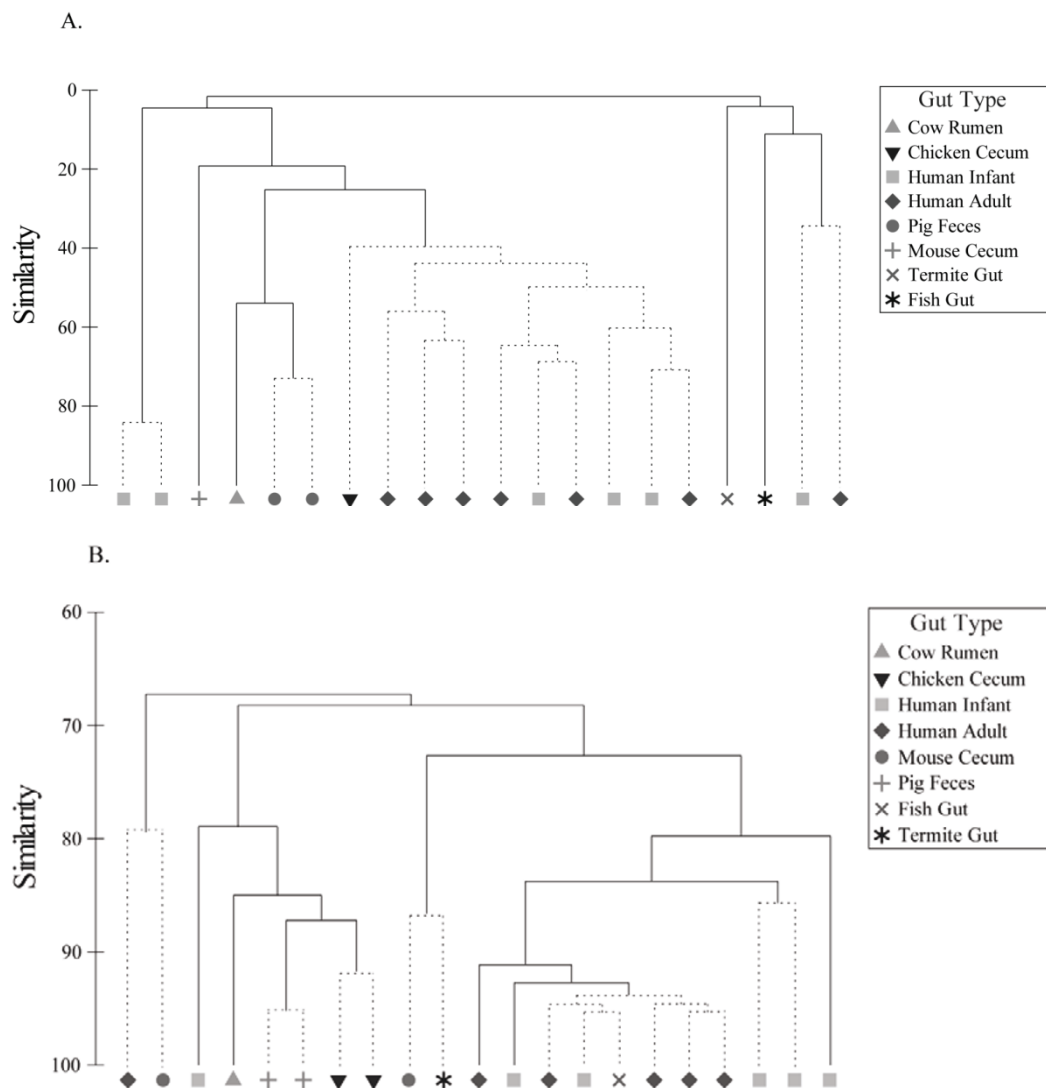 A.
0
20
40
60
80
100
Similarity
Gut Type
Cow Rumen
Chicken Cecum
Human Infant
Human Adult
Pig Feces
Mouse Cecum
Termite Gut
Fish Gut
B.
60
70
80
90
100
Similarity
Gut Type
Cow Rumen
Chicken Cecum
Human Infant
Human Adult
Mouse Cecum
Pig Feces
Fish Gut
Termite Gut